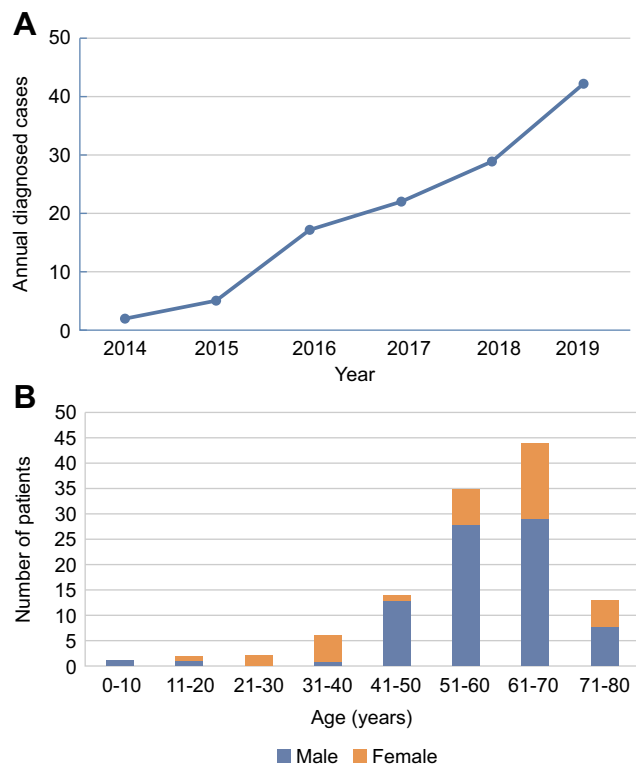 A
Annual diagnosed cases
50
40
30
20
10
0
2014 2015 2016 2017 2018 2019
Year
B
Number of patients
50
45
40
35
30
25
20
15
10
5
0
0-10 11-20 21-30 31-40 41-50 51-60 61-70 71-80
Age (years)
Male Female